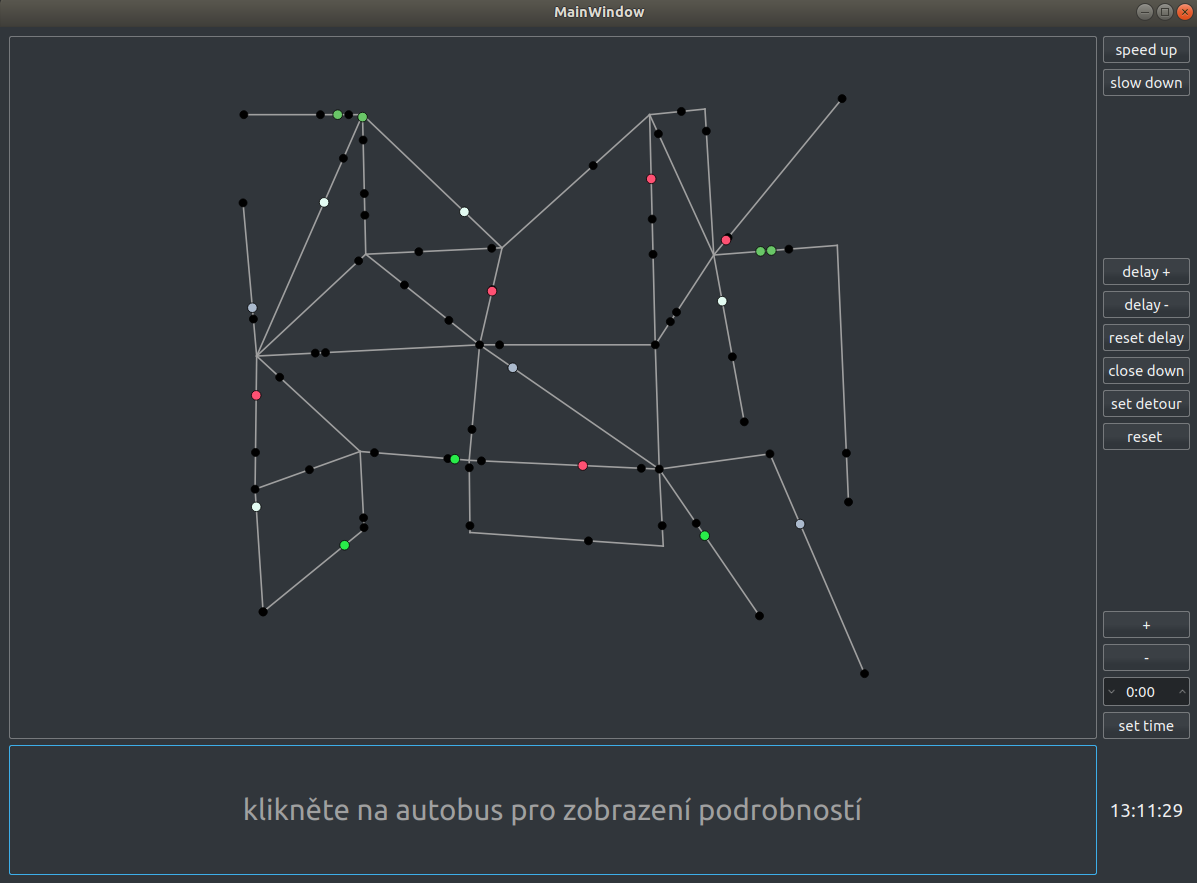 MainWindow
speed up
slow down
delay +
delay -
reset delay
close down
set detour
reset
+
-
0:00
set time
klikněte na autobus pro zobrazení podrobností
13:11:29